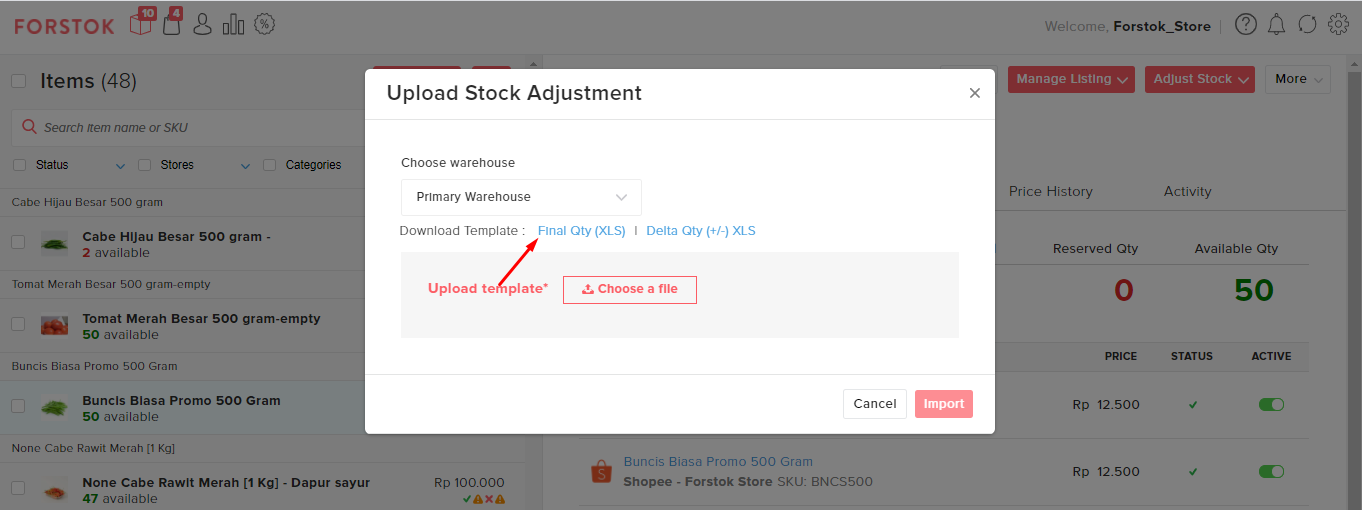 FORSTOK
10
4
Welcome, Forstok_Store
Items (48)
Manage Listing
Adjust Stock
More
Search item name or SKU
Status
Stores
Categories
Cabe Hijau Besar 500 gram
Cabe Hijau Besar 500 gram -
2 available
Tomat Merah Besar 500 gram-empty
Tomat Merah Besar 500 gram-empty
50 available
Buncis Biasa Promo 500 Gram
Buncis Biasa Promo 500 Gram
50 available
None Cabe Rawit Merah [1 Kg]
None Cabe Rawit Merah [1 Kg] - Dapur sayur
Rp 100.000
47 available
Upload Stock Adjustment
×
Choose warehouse
Primary Warehouse
Download Template : Final Qty (XLS) | Delta Qty (+/-) XLS
Upload template*
Choose a file
Cancel
Import
Price History
Activity
Reserved Qty
Available Qty
0
50
PRICE
STATUS
ACTIVE
Rp 12.500
Buncis Biasa Promo 500 Gram
Shopee - Forstok Store SKU: BNCS500
Rp 12.500